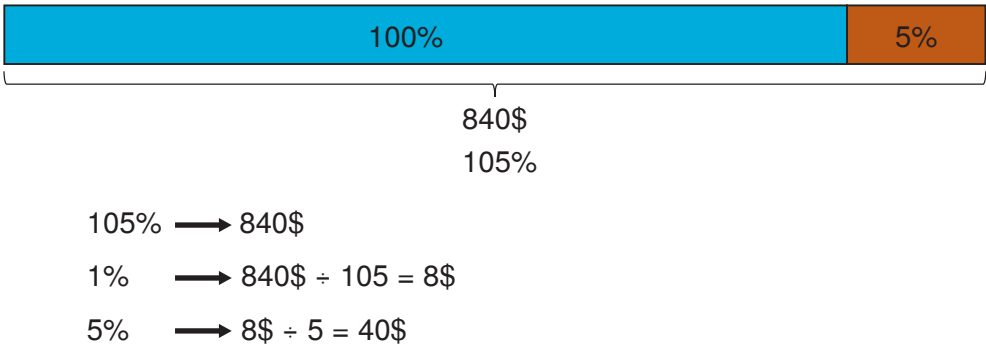 100% 5%
840$
105%
105% → 840$
1% → 840$ ÷ 105 = 8$
5% → 8$ ÷ 5 = 40$